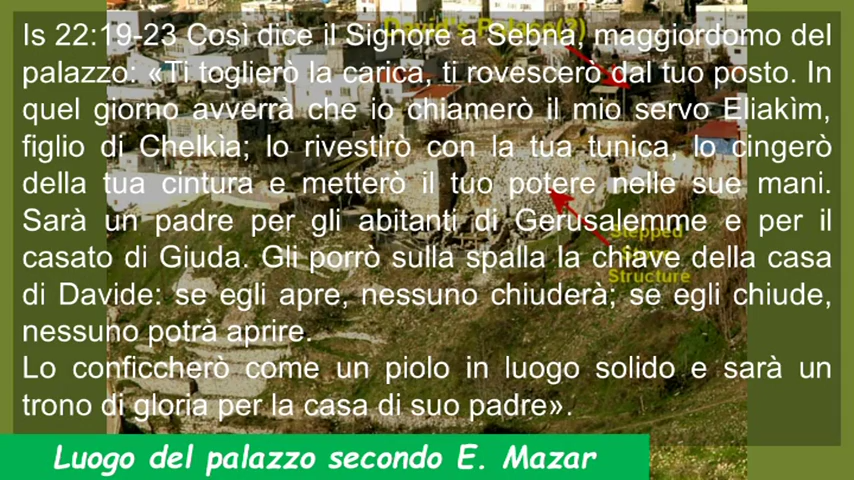 David's Palace(?)
Is 22:19-23 Così dice il Signore a Sebna, maggiordomo del
palazzo: «Ti toglierò la carica, ti rovescerò dal tuo posto. In
quel giorno avverrà che io chiamerò il mio servo Eliakìm,
figlio di Chelkìa; lo rivestirò con la tua tunica, lo cingerò
della tua cintura e metterò il tuo potere nelle sue mani.
Sarà un padre per gli abitanti di Gerusalemme e per il
casato di Giuda. Gli porrò sulla spalla la chiave della casa
di Davide: se egli apre, nessuno chiuderà; se egli chiude,
nessuno potrà aprire.
Lo conficcherò come un piolo in luogo solido e sarà un
trono di gloria per la casa di suo padre».
Stepped
Stone
Structure
Luogo del palazzo secondo E. Mazar